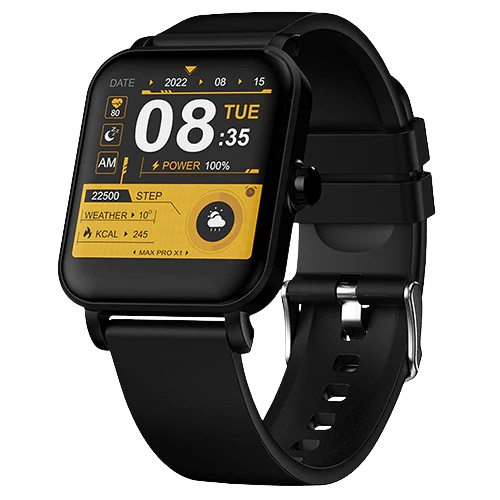 DATE ▸ 2022 ▸ 08 ▸ 15
80
08 TUE
:35
AM
POWER 100%
22500 STEP
WEATHER ▸ 10°
KCAL ▸ 245
◂ MAX PRO X1 ▸